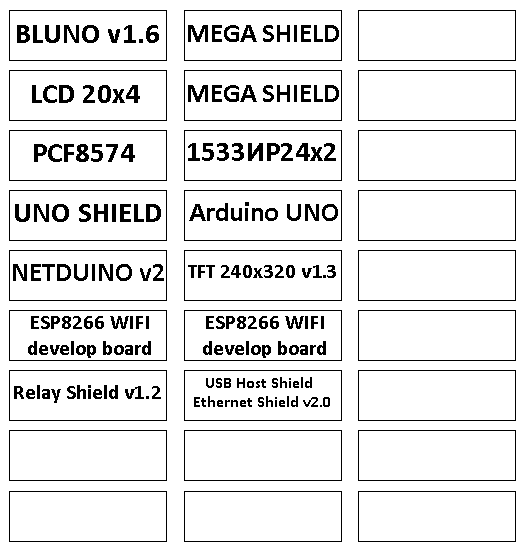 BLUNO v1.6
MEGA SHIELD
LCD 20x4
MEGA SHIELD
PCF8574
1533ИР24x2
UNO SHIELD
Arduino UNO
NETDUINO v2
TFT 240x320 v1.3
ESP8266 WIFI
develop board
ESP8266 WIFI
develop board
Relay Shield v1.2
USB Host Shield
Ethernet Shield v2.0